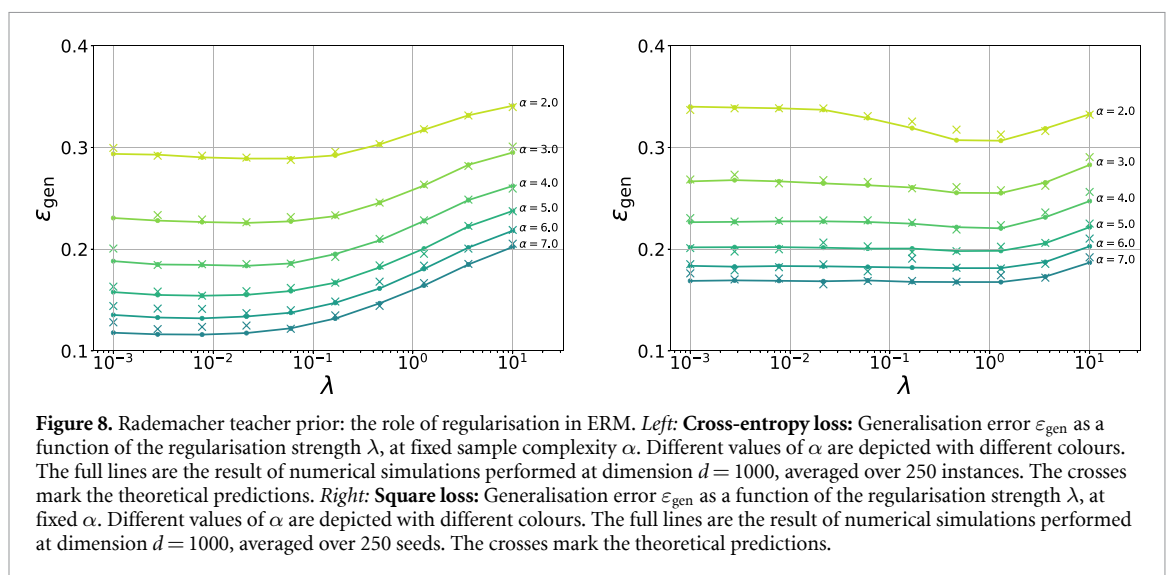 0.4
0.3
0.2
0.1
ε_gen
10⁻³ 10⁻² 10⁻¹ 10⁰ 10¹
λ
α = 2.0
α = 3.0
α = 4.0
α = 5.0
α = 6.0
α = 7.0
0.4
0.3
0.2
0.1
ε_gen
10⁻³ 10⁻² 10⁻¹ 10⁰ 10¹
λ
α = 2.0
α = 3.0
α = 4.0
α = 5.0
α = 6.0
α = 7.0
Figure 8. Rademacher teacher prior: the role of regularisation in ERM. Left: Cross-entropy loss: Generalisation error ε_gen as a
function of the regularisation strength λ, at fixed sample complexity α. Different values of α are depicted with different colours.
The full lines are the result of numerical simulations performed at dimension d = 1000, averaged over 250 instances. The crosses
mark the theoretical predictions. Right: Square loss: Generalisation error ε_gen as a function of the regularisation strength λ, at
fixed α. Different values of α are depicted with different colours. The full lines are the result of numerical simulations performed
at dimension d = 1000, averaged over 250 seeds. The crosses mark the theoretical predictions.